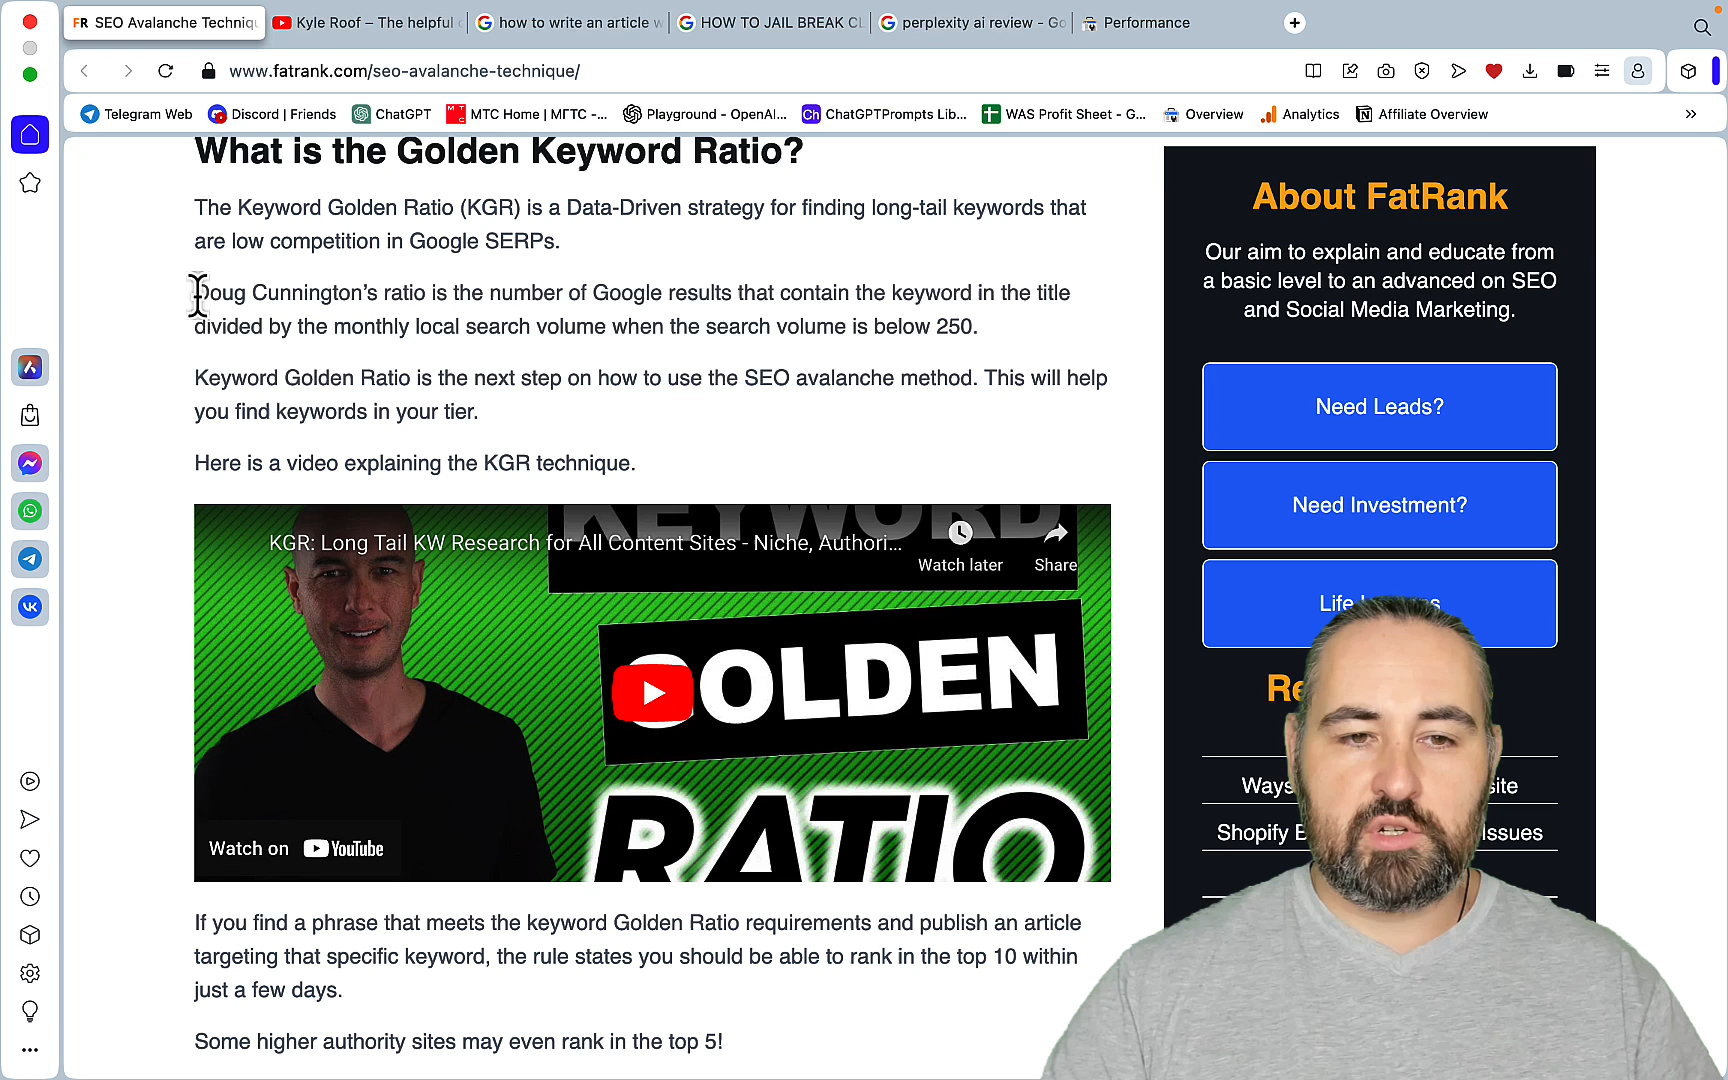 FR SEO Avalanche Techniqu
Kyle Roof – The helpful
how to write an article w
HOW TO JAIL BREAK CL
perplexity ai review - Go
Performance
www.fatrank.com/seo-avalanche-technique/
Telegram Web
Discord | Friends
ChatGPT
МТС Home | МГТС -...
Playground - OpenAI...
Ch ChatGPTPrompts Lib...
WAS Profit Sheet - G...
Overview
Analytics
Affiliate Overview
What is the Golden Keyword Ratio?
The Keyword Golden Ratio (KGR) is a Data-Driven strategy for finding long-tail keywords that
are low competition in Google SERPs.
Doug Cunnington’s ratio is the number of Google results that contain the keyword in the title
divided by the monthly local search volume when the search volume is below 250.
Keyword Golden Ratio is the next step on how to use the SEO avalanche method. This will help
you find keywords in your tier.
Here is a video explaining the KGR technique.
KEYWORD
KGR: Long Tail KW Research for All Content Sites - Niche, Authori...
Watch later
Share
GOLDEN
RATIO
Watch on YouTube
If you find a phrase that meets the keyword Golden Ratio requirements and publish an article
targeting that specific keyword, the rule states you should be able to rank in the top 10 within
just a few days.
Some higher authority sites may even rank in the top 5!
About FatRank
Our aim to explain and educate from
a basic level to an advanced on SEO
and Social Media Marketing.
Need Leads?
Need Investment?
Life
Ways
Shopify
Issues